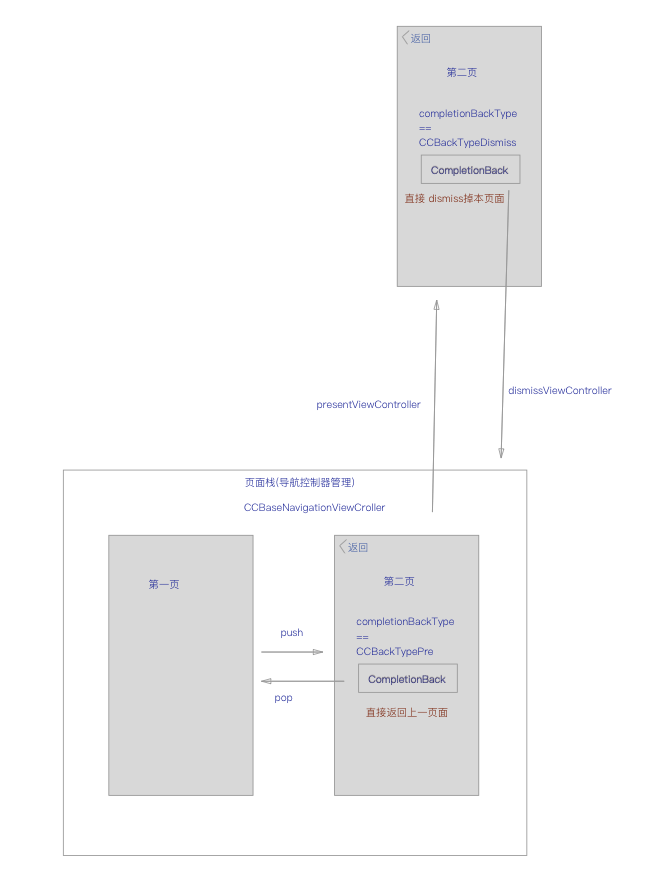 返回
第二页
completionBackType
==
CCBackTypeDismiss
CompletionBack
直接 dismiss掉本页面
dismissViewController
presentViewController
页面栈(导航控制器管理)
CCBaseNavigationViewCroller
返回
第一页
第二页
completionBackType
==
CCBackTypePre
push
CompletionBack
pop
直接返回上一页面